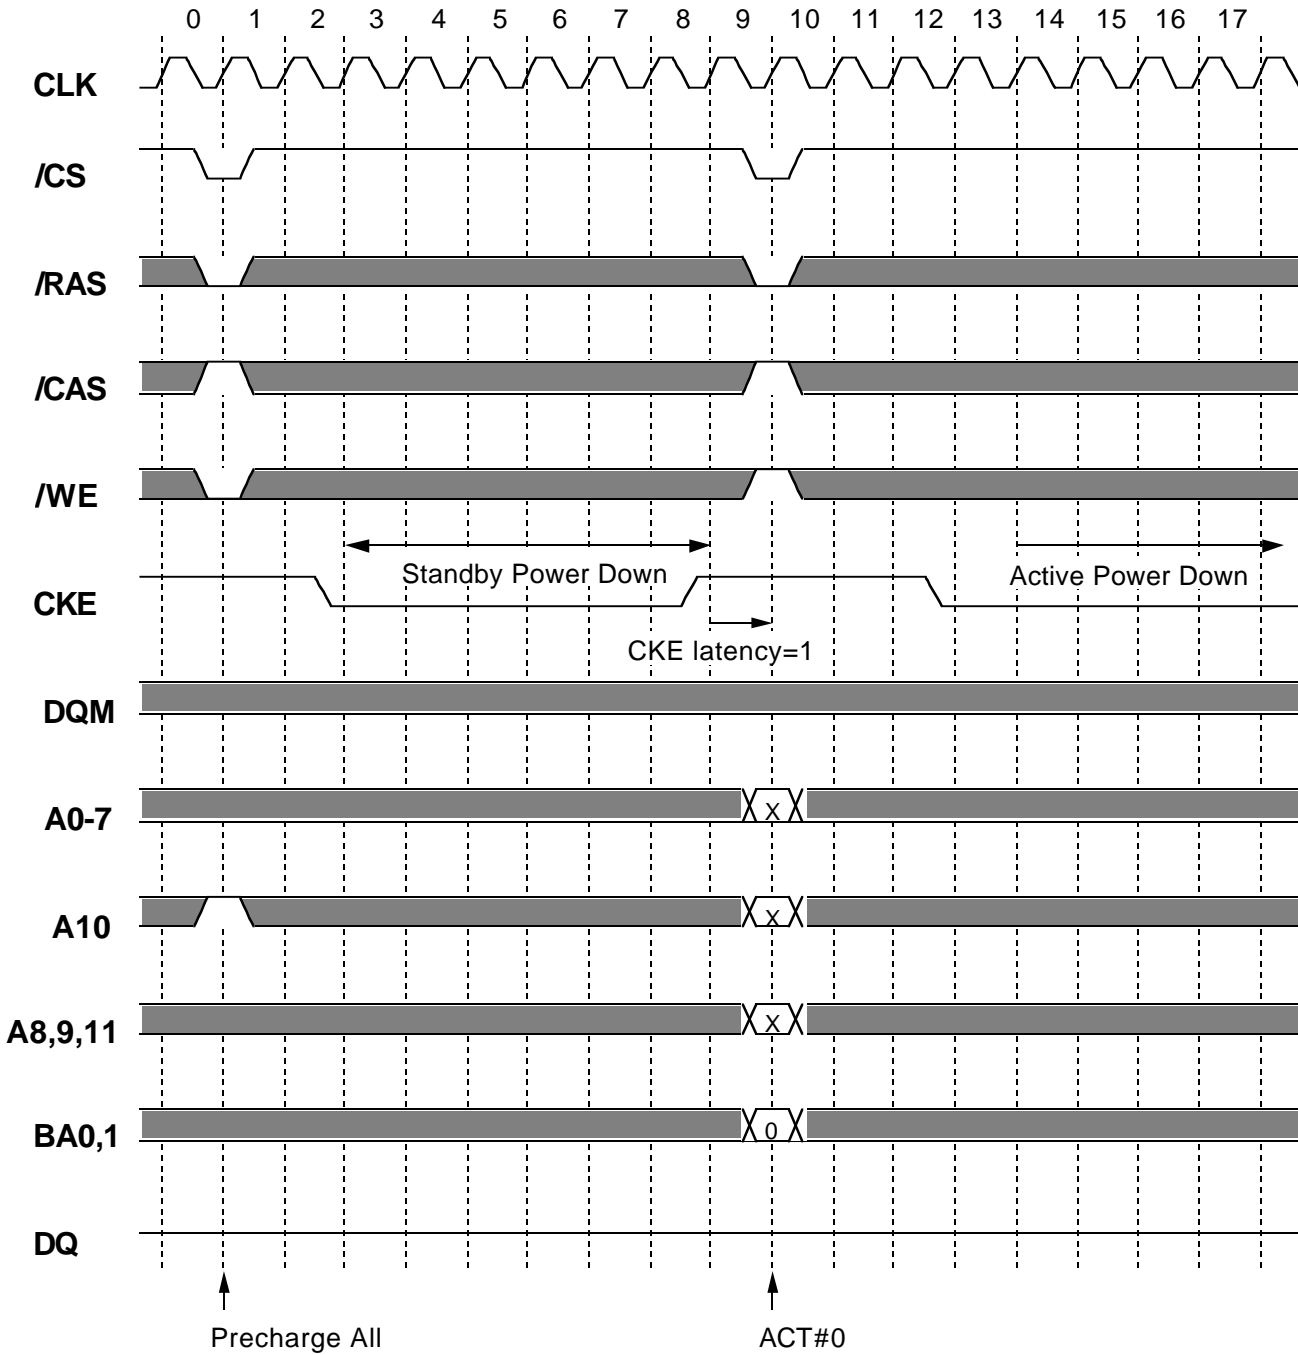 0 1 2 3 4 5 6 7 8 9 10 11 12 13 14 15 16 17
CLK
/CS
/RAS
/CAS
/WE
Standby Power Down
Active Power Down
CKE
CKE latency=1
DQM
A0-7
X
A10
X
A8,9,11
X
BA0,1
0
DQ
Precharge All
ACT#0